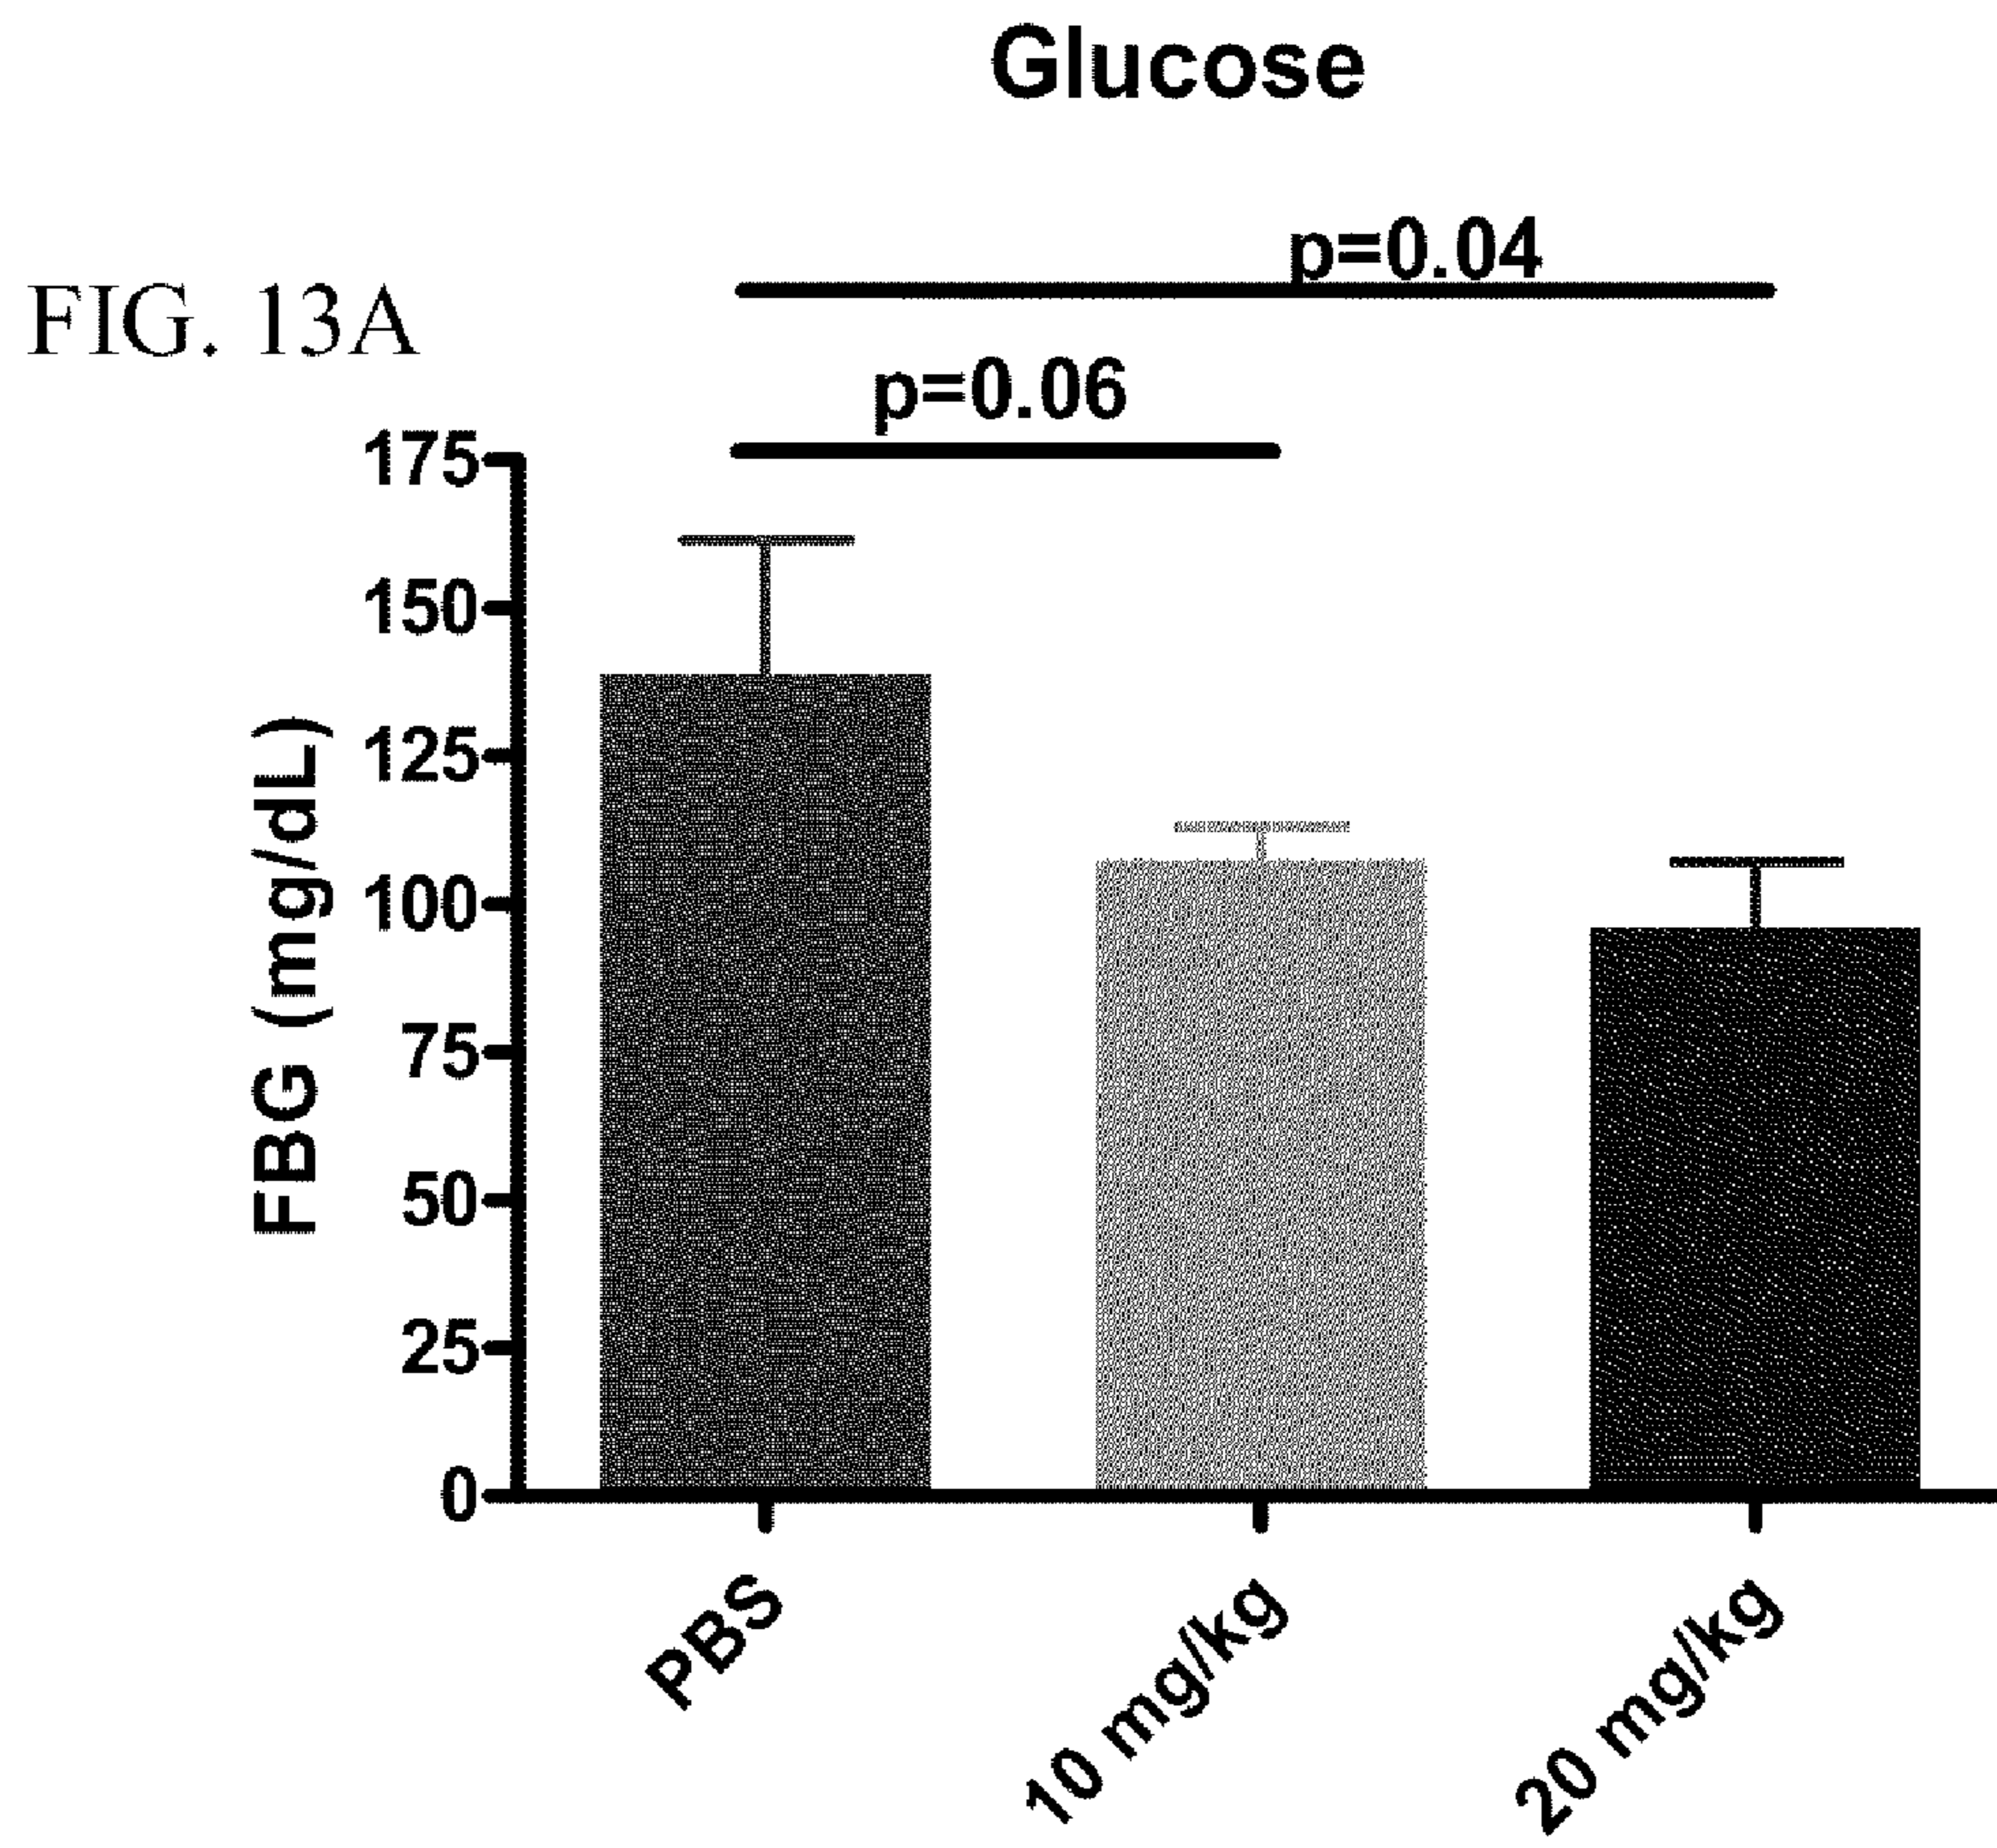 Glucose
p=0.04
FIG. 13A
p=0.06
175
150
125
100
75
50
25
0
FBG (mg/dL)
PBS
10 mg/kg
20 mg/kg